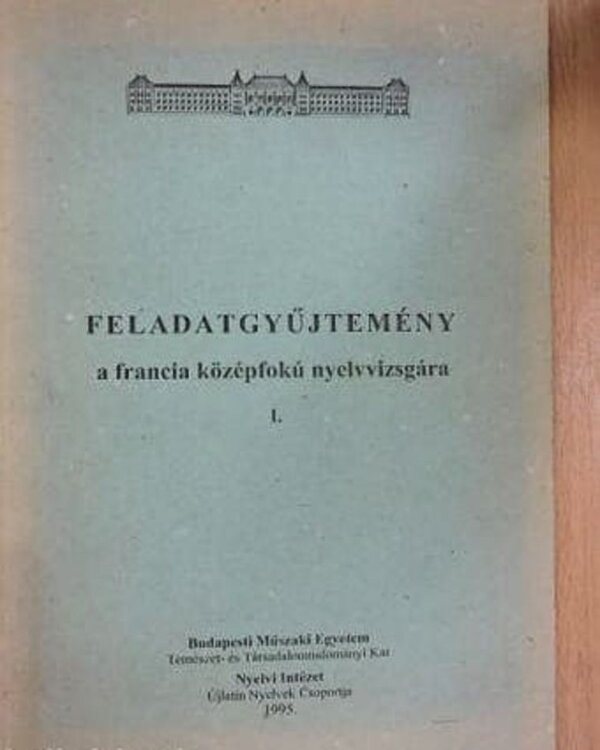 FELADATGYŰJTEMÉNY
a francia középfokú nyelvvizsgára
I.
Budapesti Műszaki Egyetem
Természet- és Társadalomtudományi Kar
Nyelvi Intézet
Újlatin Nyelvek Csoportja
1995.